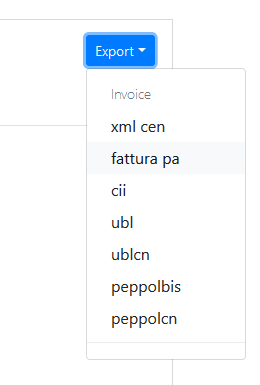 Export
Invoice
xml cen
fattura pa
cii
ubl
ublcn
peppolbis
peppolcn